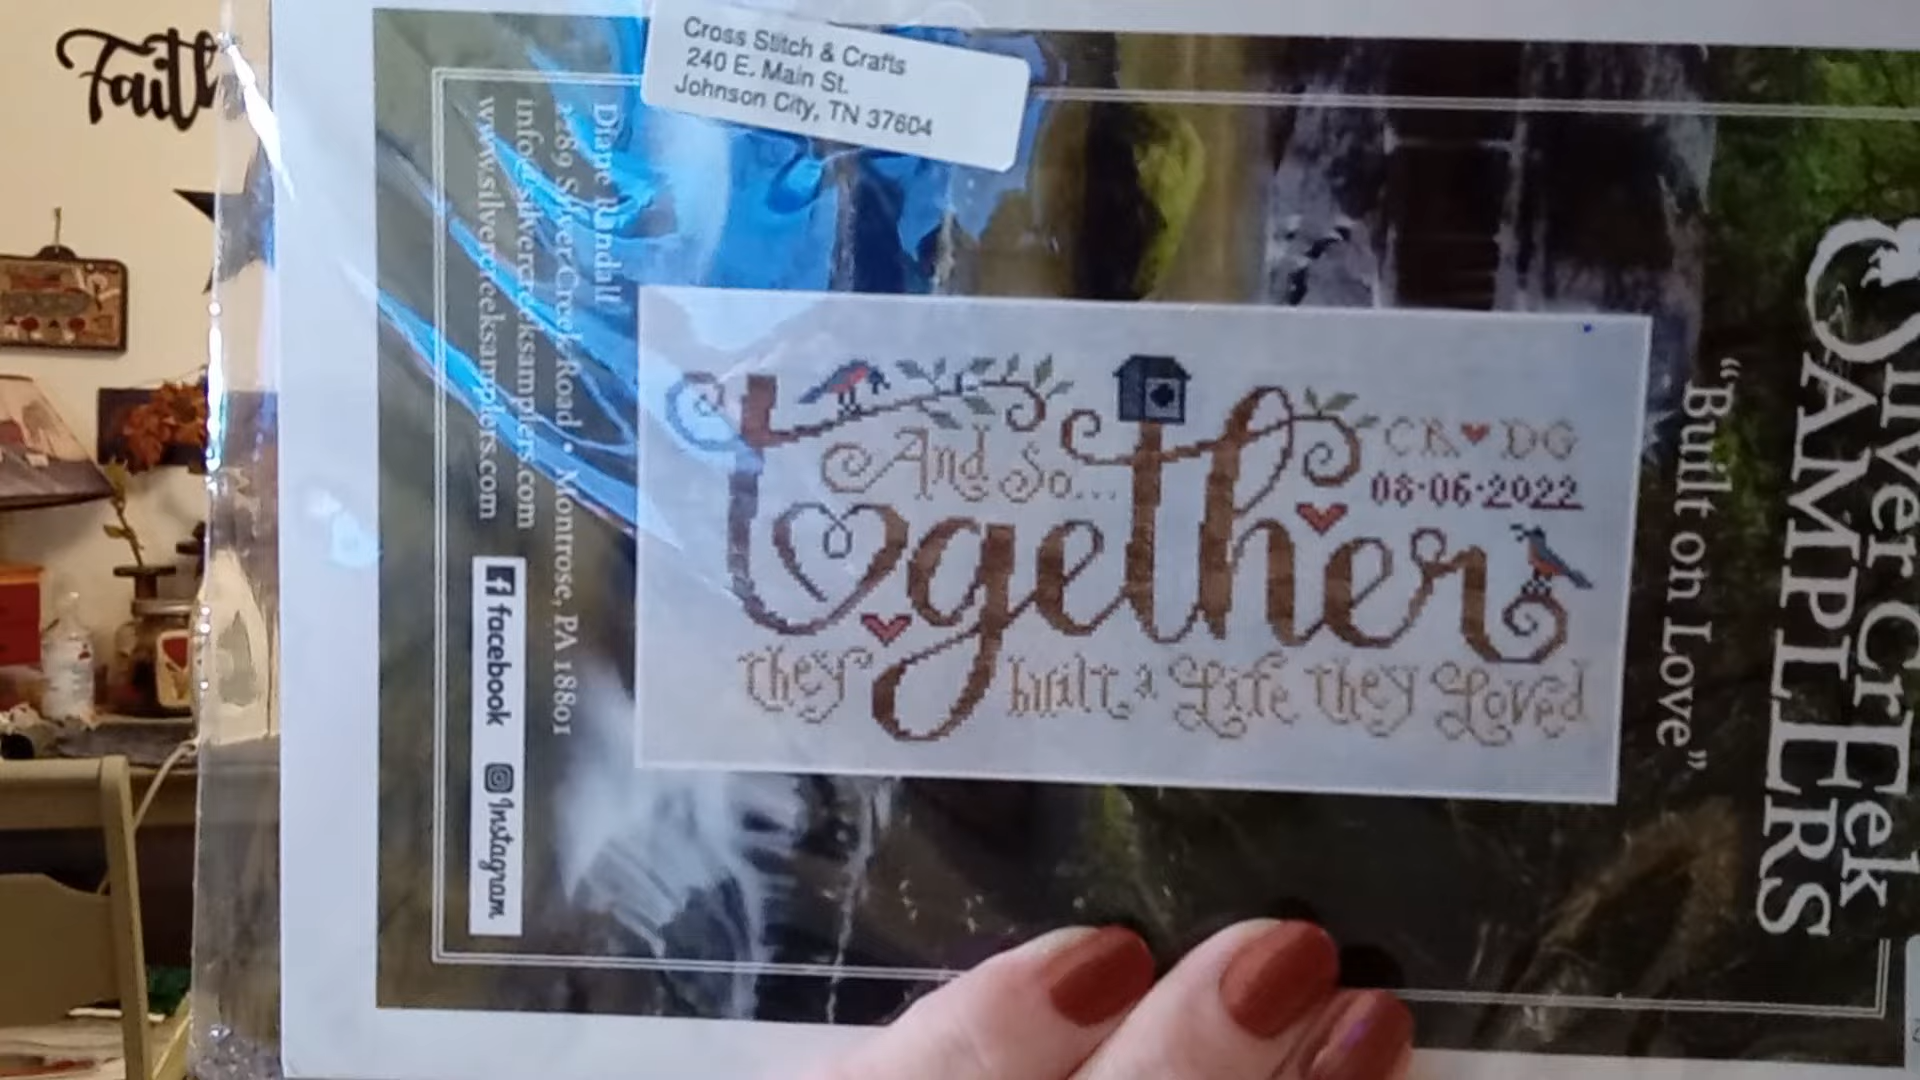 Faith
Cross Stitch & Crafts
240 E. Main St.
Johnson City, TN 37604
And So...
CR DG
08·06·2022
together
they built a Life they Loved
Silver Creek
SAMPLERS
"Built on Love"
Silver Creek Road • Montrose, PA 18801
www.silvercreeksamplers.com
facebook Instagram